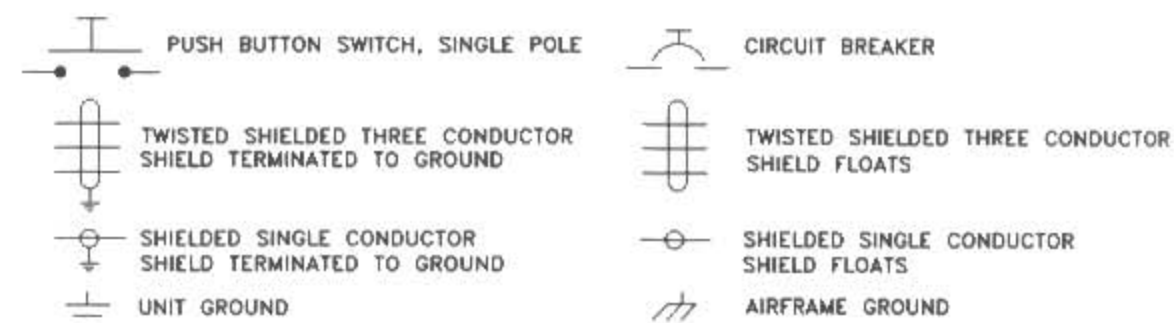 PUSH BUTTON SWITCH, SINGLE POLE
CIRCUIT BREAKER
TWISTED SHIELDED THREE CONDUCTOR
SHIELD TERMINATED TO GROUND
TWISTED SHIELDED THREE CONDUCTOR
SHIELD FLOATS
SHIELDED SINGLE CONDUCTOR
SHIELD TERMINATED TO GROUND
SHIELDED SINGLE CONDUCTOR
SHIELD FLOATS
UNIT GROUND
AIRFRAME GROUND